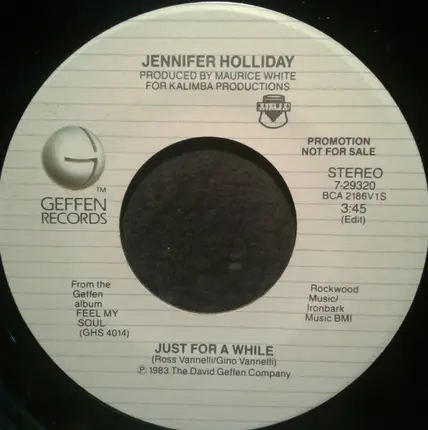 JENNIFER HOLLIDAY
PRODUCED BY MAURICE WHITE
FOR KALIMBA PRODUCTIONS
PROMOTION
NOT FOR SALE
STEREO
7-29320
BCA 2186V1S
3:45
(Edit)
TM
GEFFEN
RECORDS
From the
Geffen
album
FEEL MY
SOUL
(GHS 4014)
Rockwood
Music/
Ironbark
Music BMI
JUST FOR A WHILE
(Ross Vannelli/Gino Vannelli)
Ⓟ 1983 The David Geffen Company